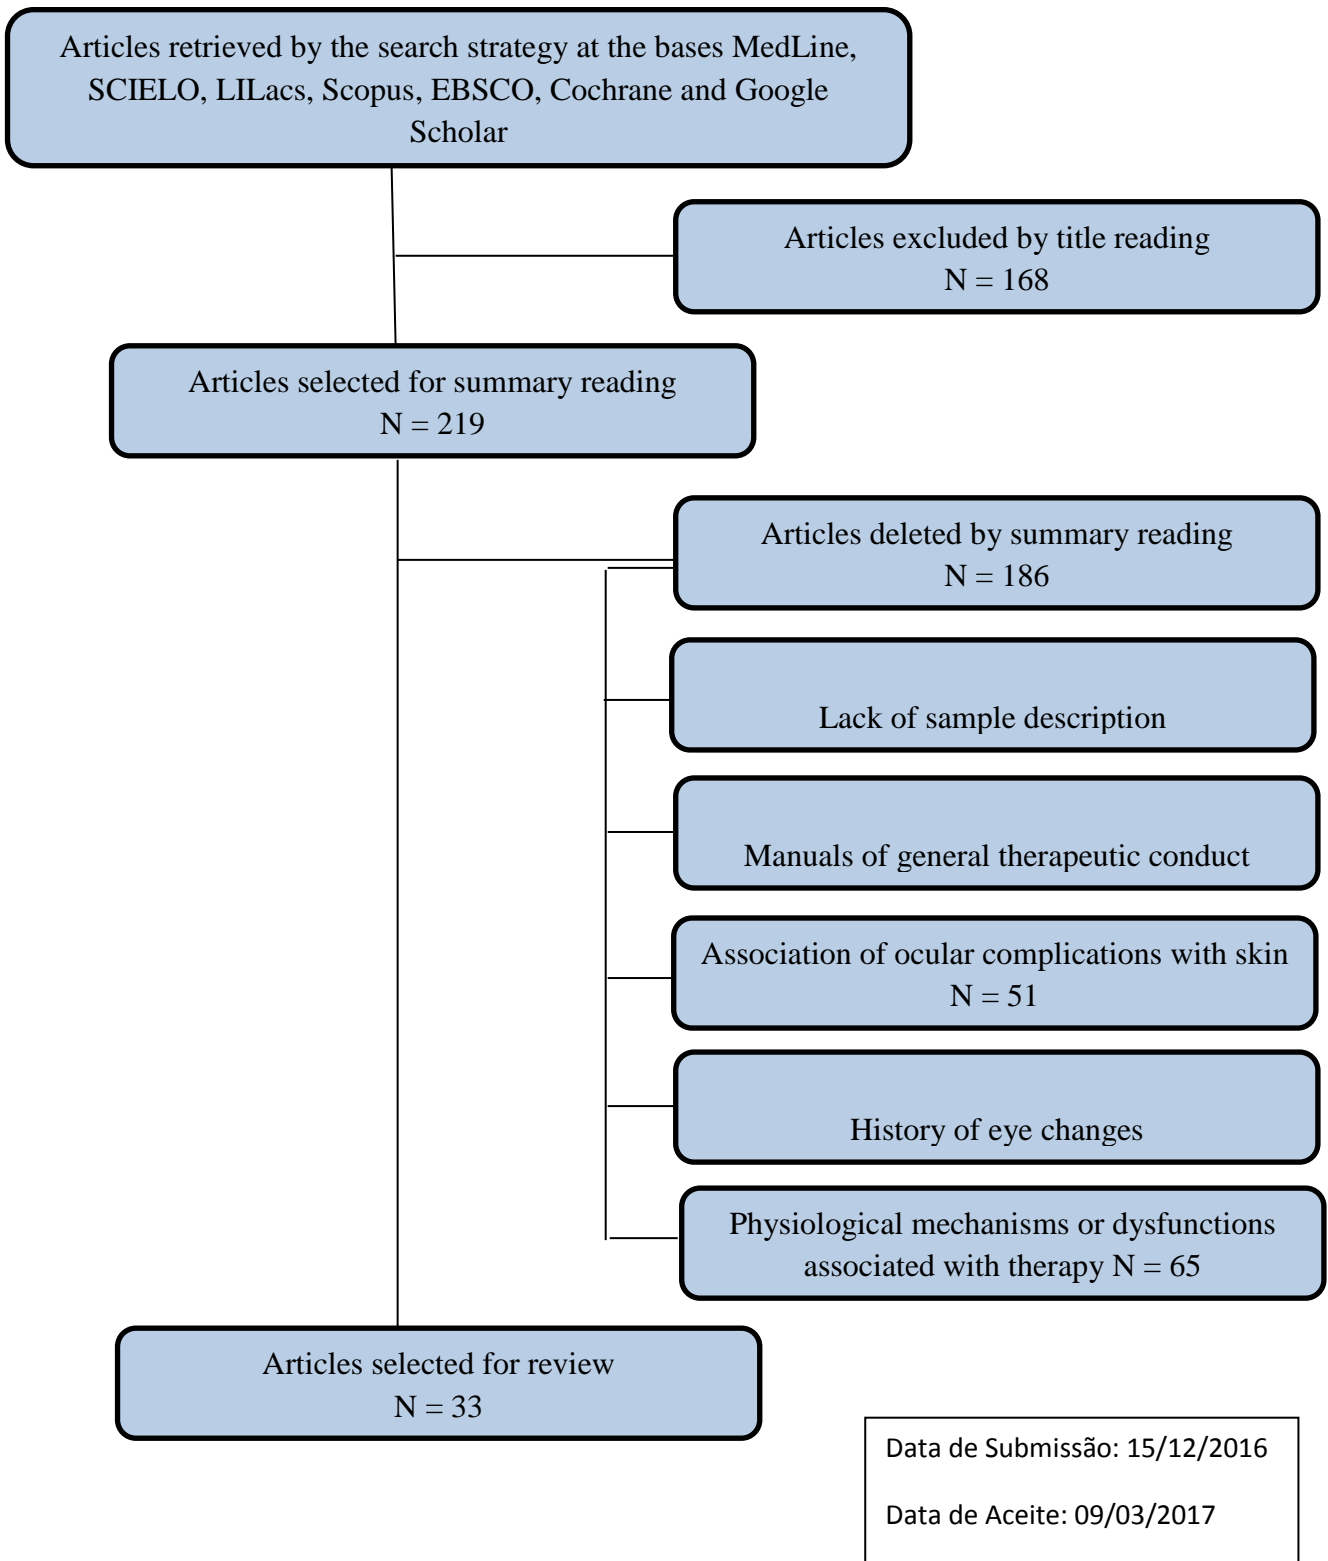 Articles retrieved by the search strategy at the bases MedLine,
SCIELO, LILacs, Scopus, EBSCO, Cochrane and Google
Scholar
Articles excluded by title reading
N = 168
Articles selected for summary reading
N = 219
Articles deleted by summary reading
N = 186
Lack of sample description
Manuals of general therapeutic conduct
Association of ocular complications with skin
N = 51
History of eye changes
Physiological mechanisms or dysfunctions
associated with therapy N = 65
Articles selected for review
N = 33
Data de Submissão: 15/12/2016
Data de Aceite: 09/03/2017